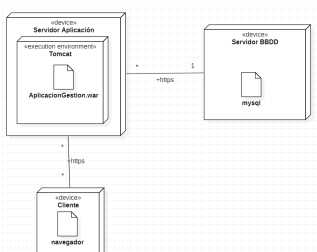 «device»
Servidor Aplicación
«execution environment»
Tomcat
AplicacionGestion.war
*
1
+https
«device»
Servidor BBDD
mysql
*
+https
*
«device»
Cliente
navegador